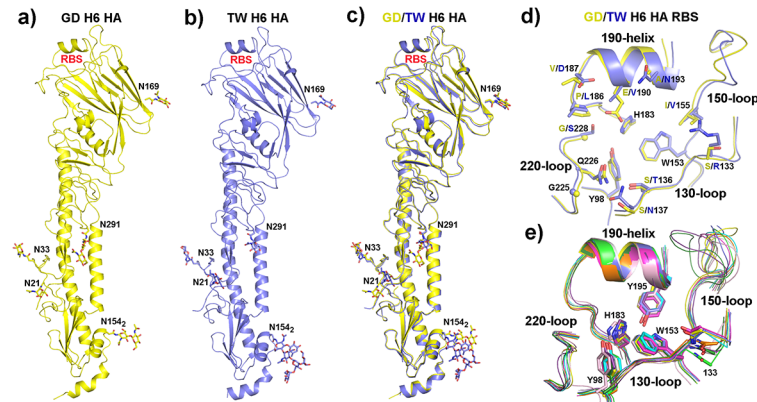 a) GD H6 HA
RBS
N169
N291
N33
N21
N154₂
b) TW H6 HA
RBS
N169
N291
N33
N21
N154₂
c) GD/TW H6 HA
RBS
N169
N291
N33
N21
N154₂
d) GD/TW H6 HA RBS
190-helix
V/D187
/N193
150-loop
P/L186
E/V190
I/V155
H183
G/S228
W153
220-loop
Q226
S/R133
G225
Y98
S/T136
130-loop
S/N137
e)
190-helix
Y195
150-loop
220-loop
H183
W153
Y98
133
130-loop